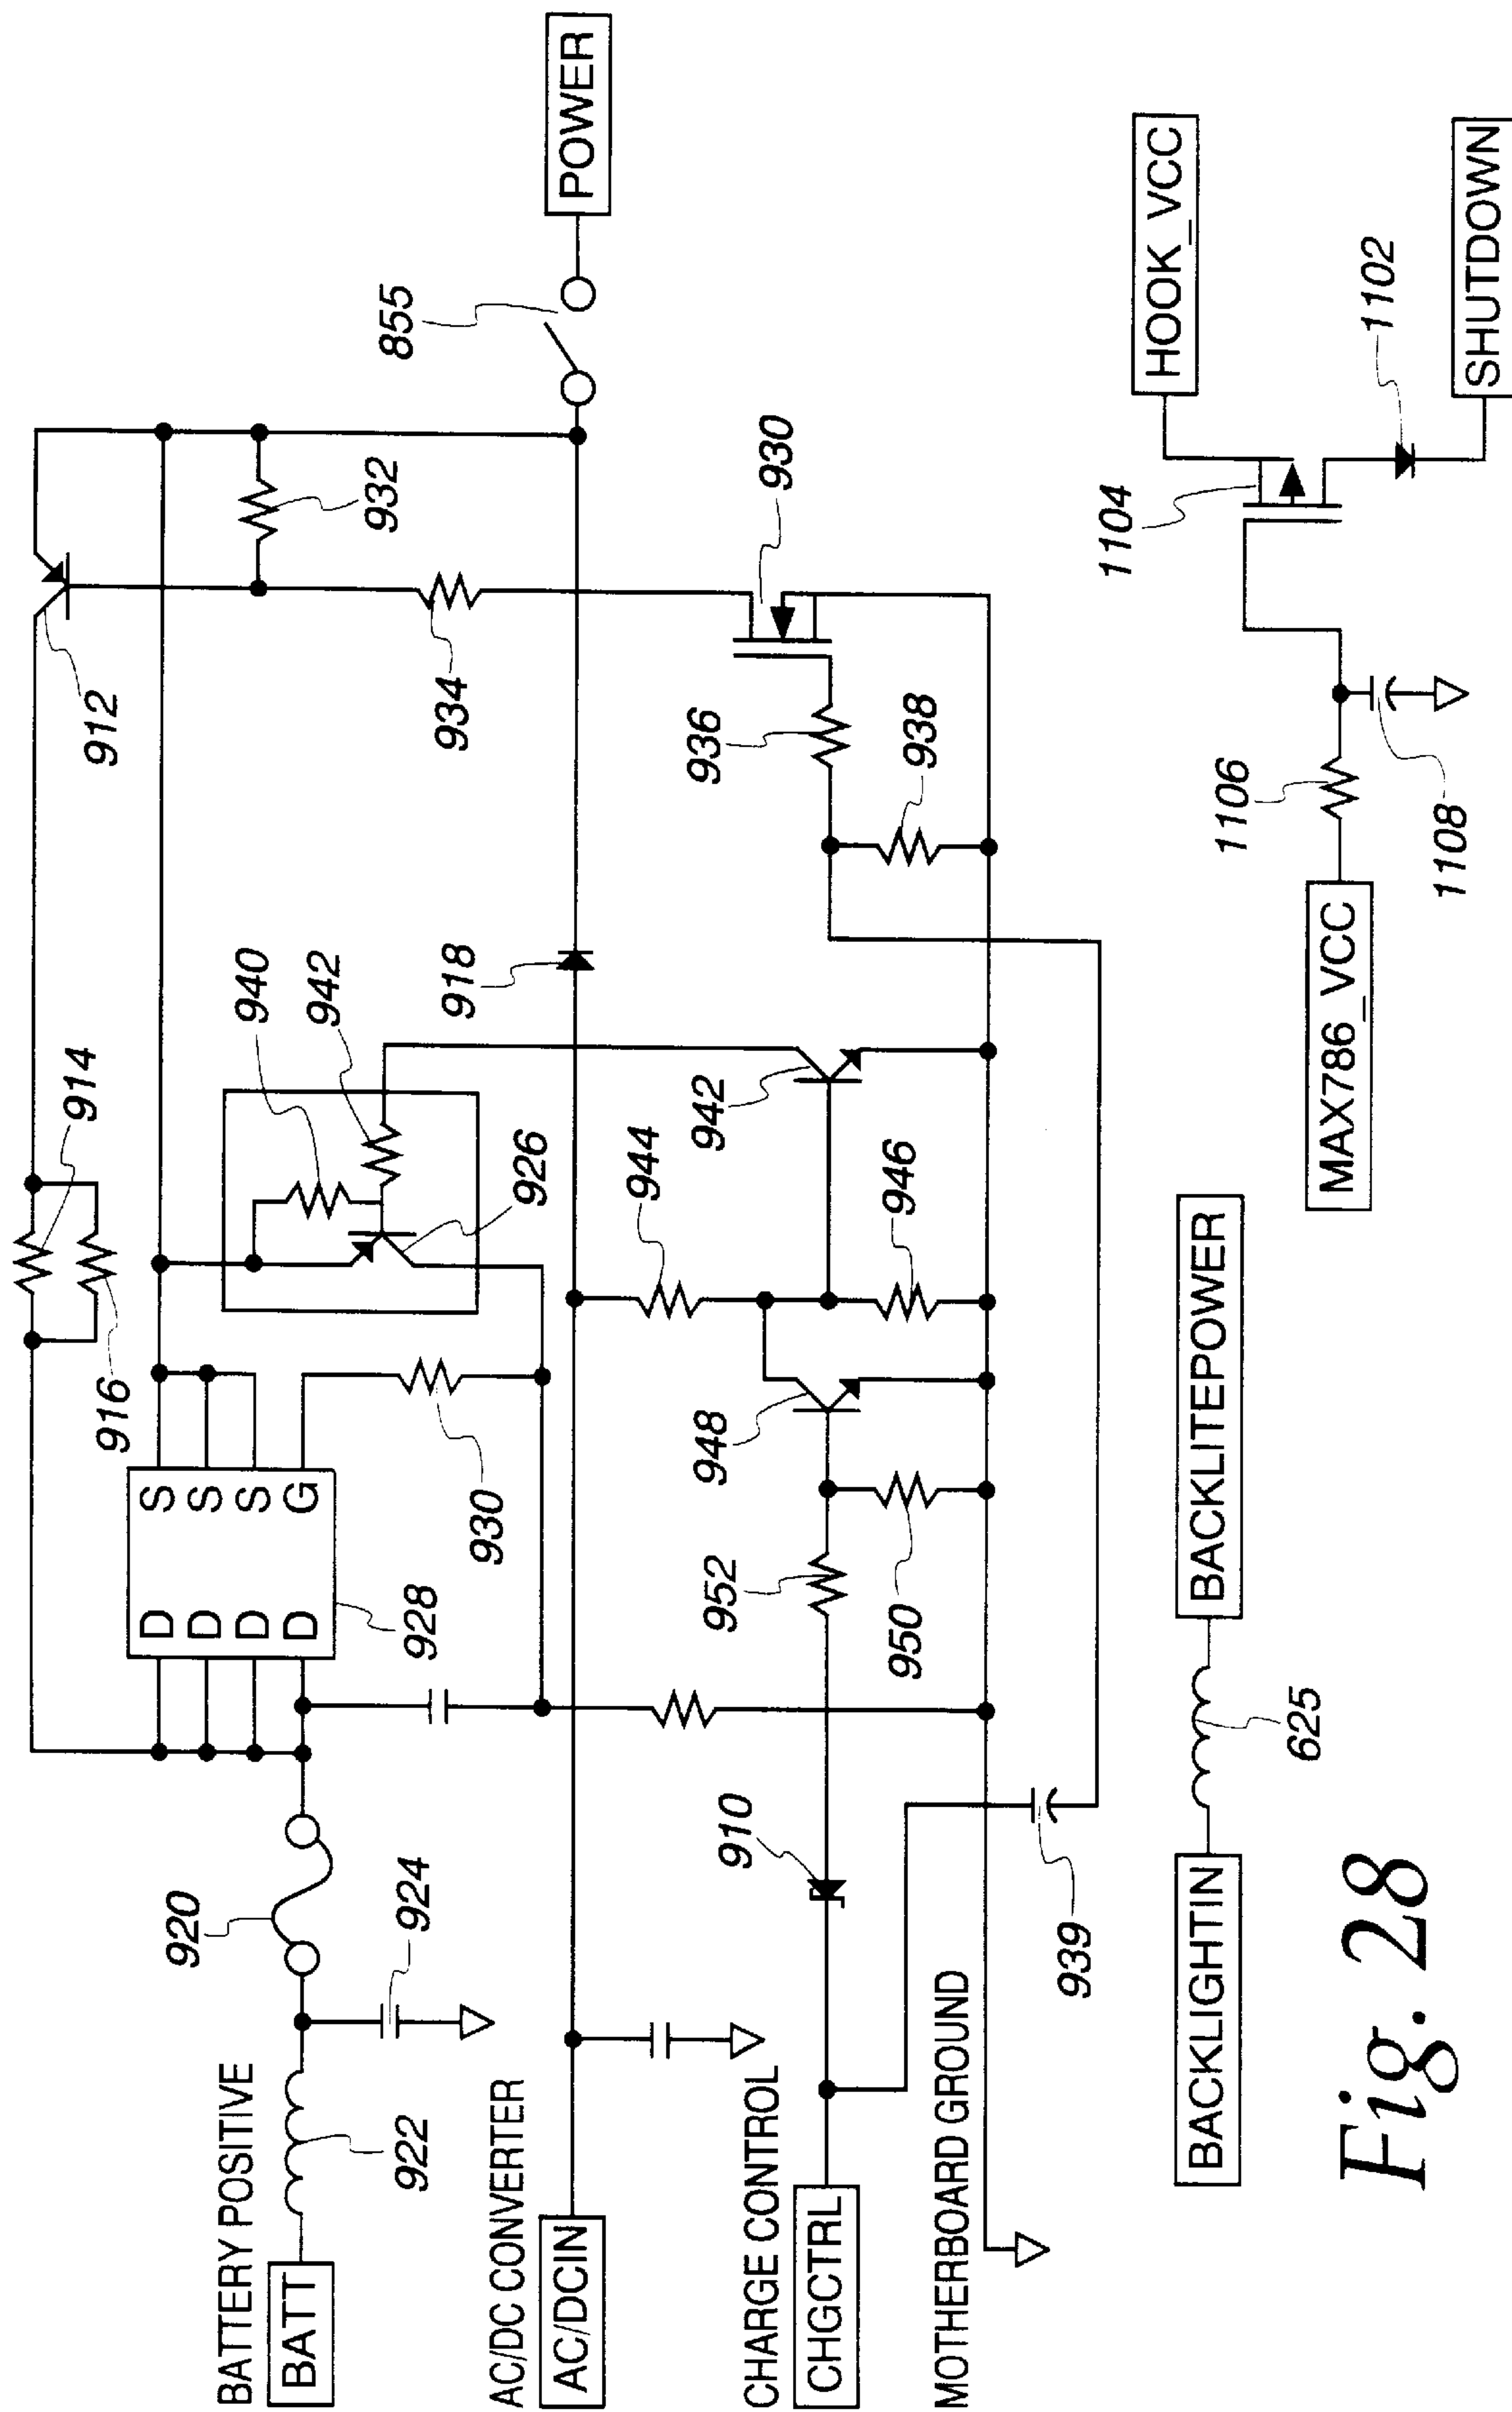 BATTERY POSITIVE
BATT
922
924
920
928
D S
D S
D S
D G
916
914
930
940
942
926
912
932
934
855
POWER
AC/DC CONVERTER
AC/DCIN
918
944
942
946
948
952
950
910
936
938
930
CHARGE CONTROL
CHGCTRL
MOTHERBOARD GROUND
939
BACKLIGHTIN
625
BACKLITEPOWER
MAX786_VCC
1106
1108
1104
HOOK_VCC
1102
SHUTDOWN
Fig. 28